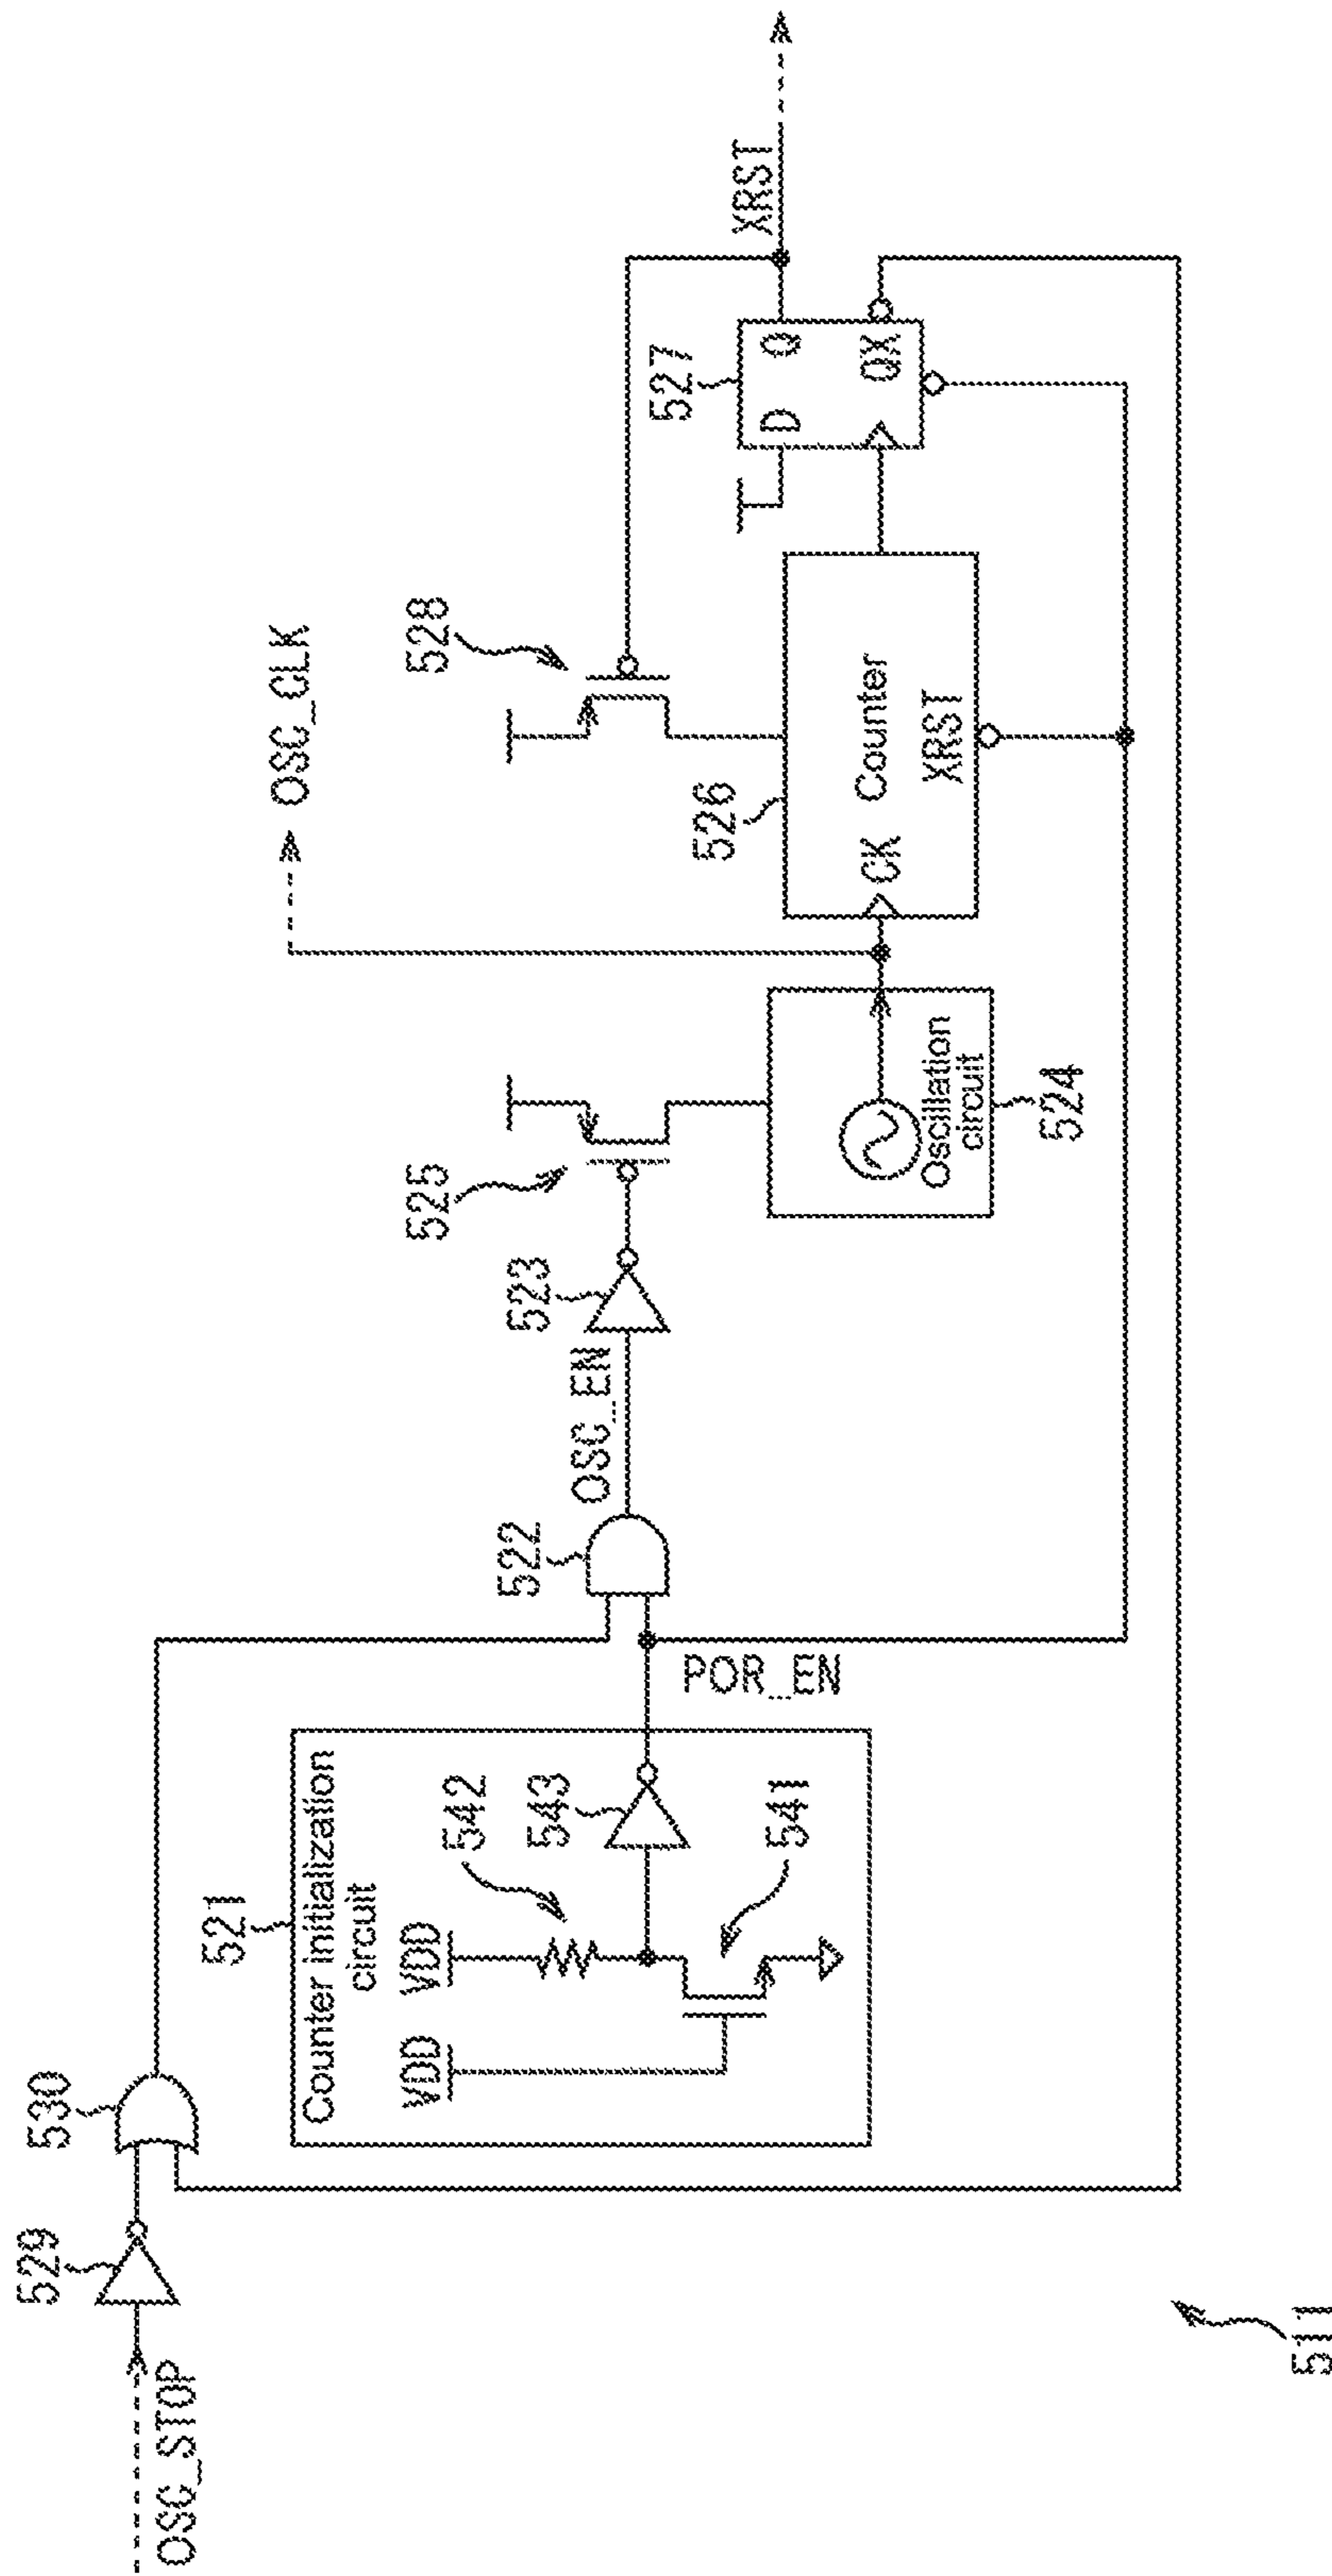 OSC_STOP
529
530
521
Counter initialization
circuit
VDD
VDD
542
543
541
POR_EN
522
OSC_EN
523
525
Oscillation
circuit
524
OSC_CLK
526
CK
Counter
XRST
528
527
D
Q
QX
XRST
511